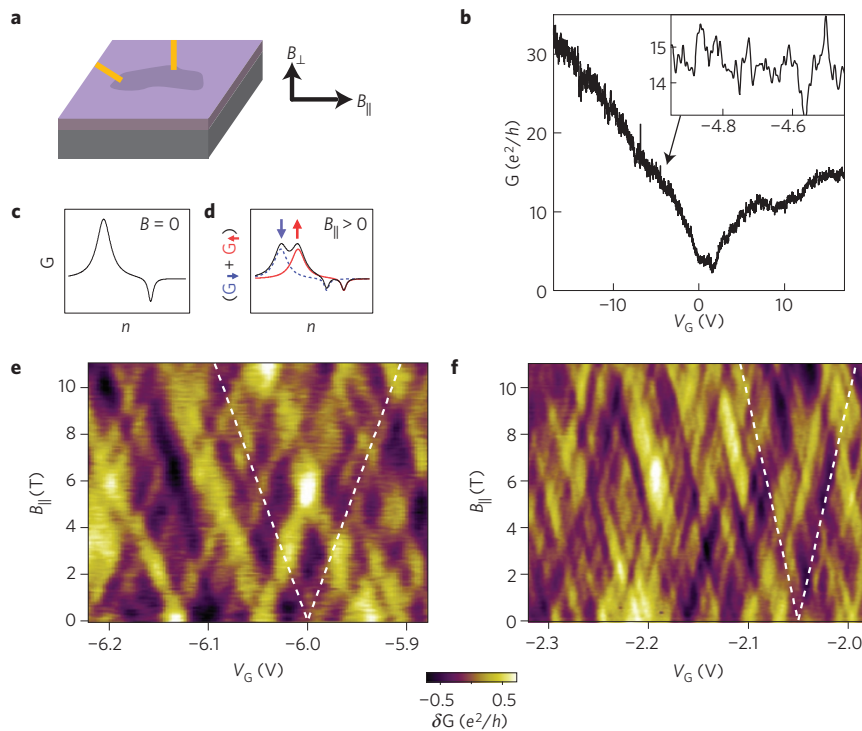 a
B⊥
B||
b
G (e²/h)
35
30
20
10
0
−10
0
10
V_G (V)
15
14
−4.8
−4.6
c
B = 0
G
n
d
B|| > 0
(G↓ + G↑)
n
e
B|| (T)
10
8
6
4
2
0
−6.2
−6.1
−6.0
−5.9
V_G (V)
f
B|| (T)
10
8
6
4
2
0
−2.3
−2.2
−2.1
−2.0
V_G (V)
−0.5
0.5
δG (e²/h)